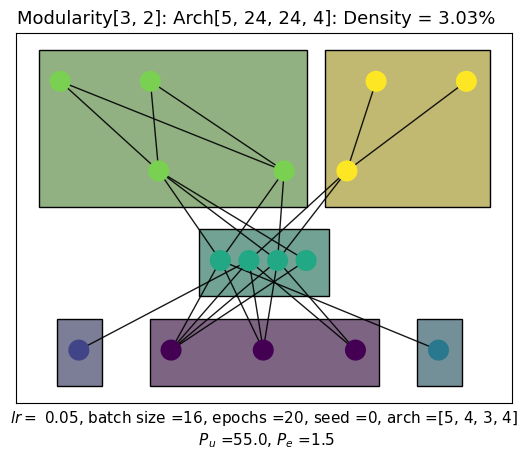 Modularity[3, 2]: Arch[5, 24, 24, 4]: Density = 3.03%
lr = 0.05, batch size =16, epochs =20, seed =0, arch =[5, 4, 3, 4]
P_u =55.0, P_e =1.5